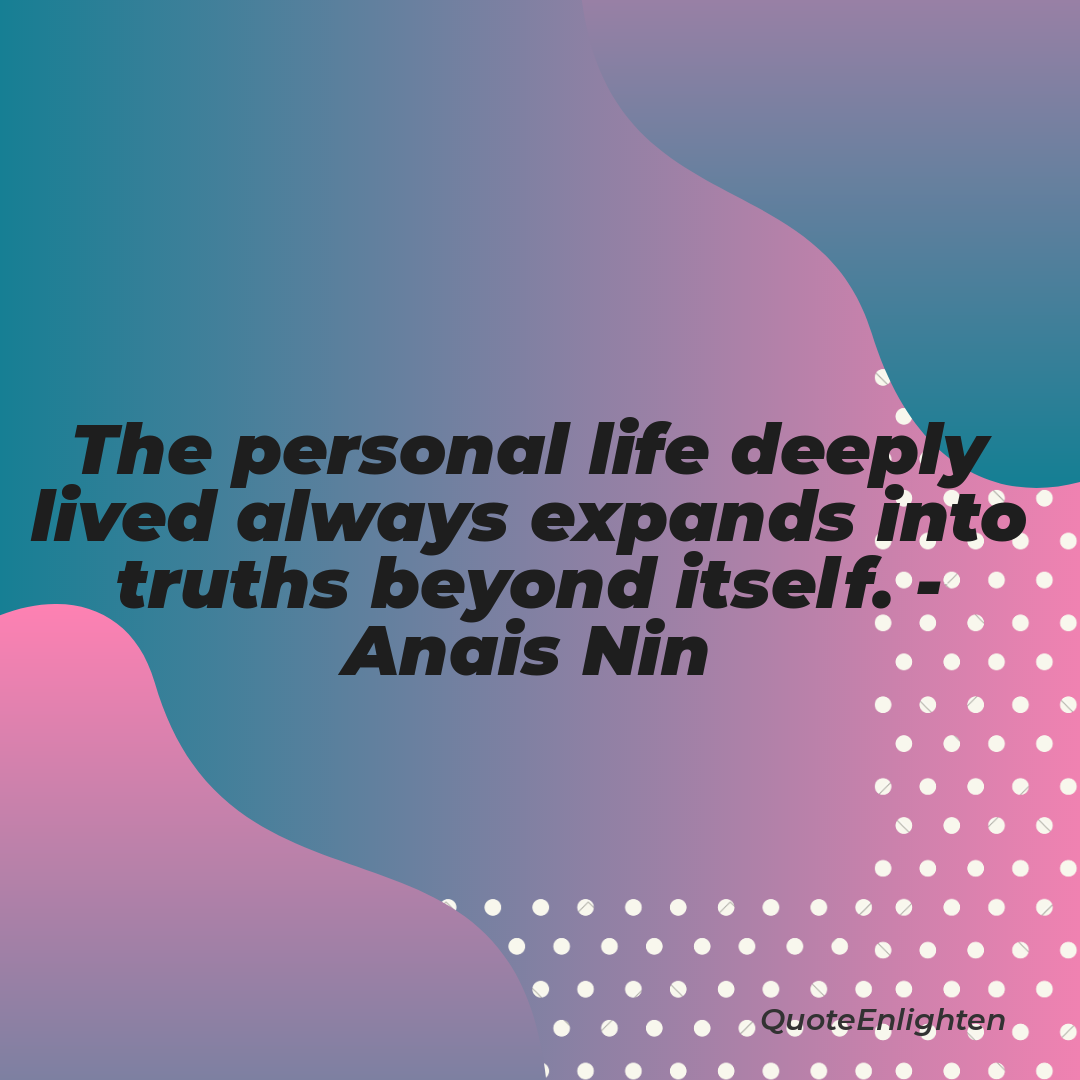 The personal life deeply
lived always expands into
truths beyond itself. -
Anais Nin
QuoteEnlighten